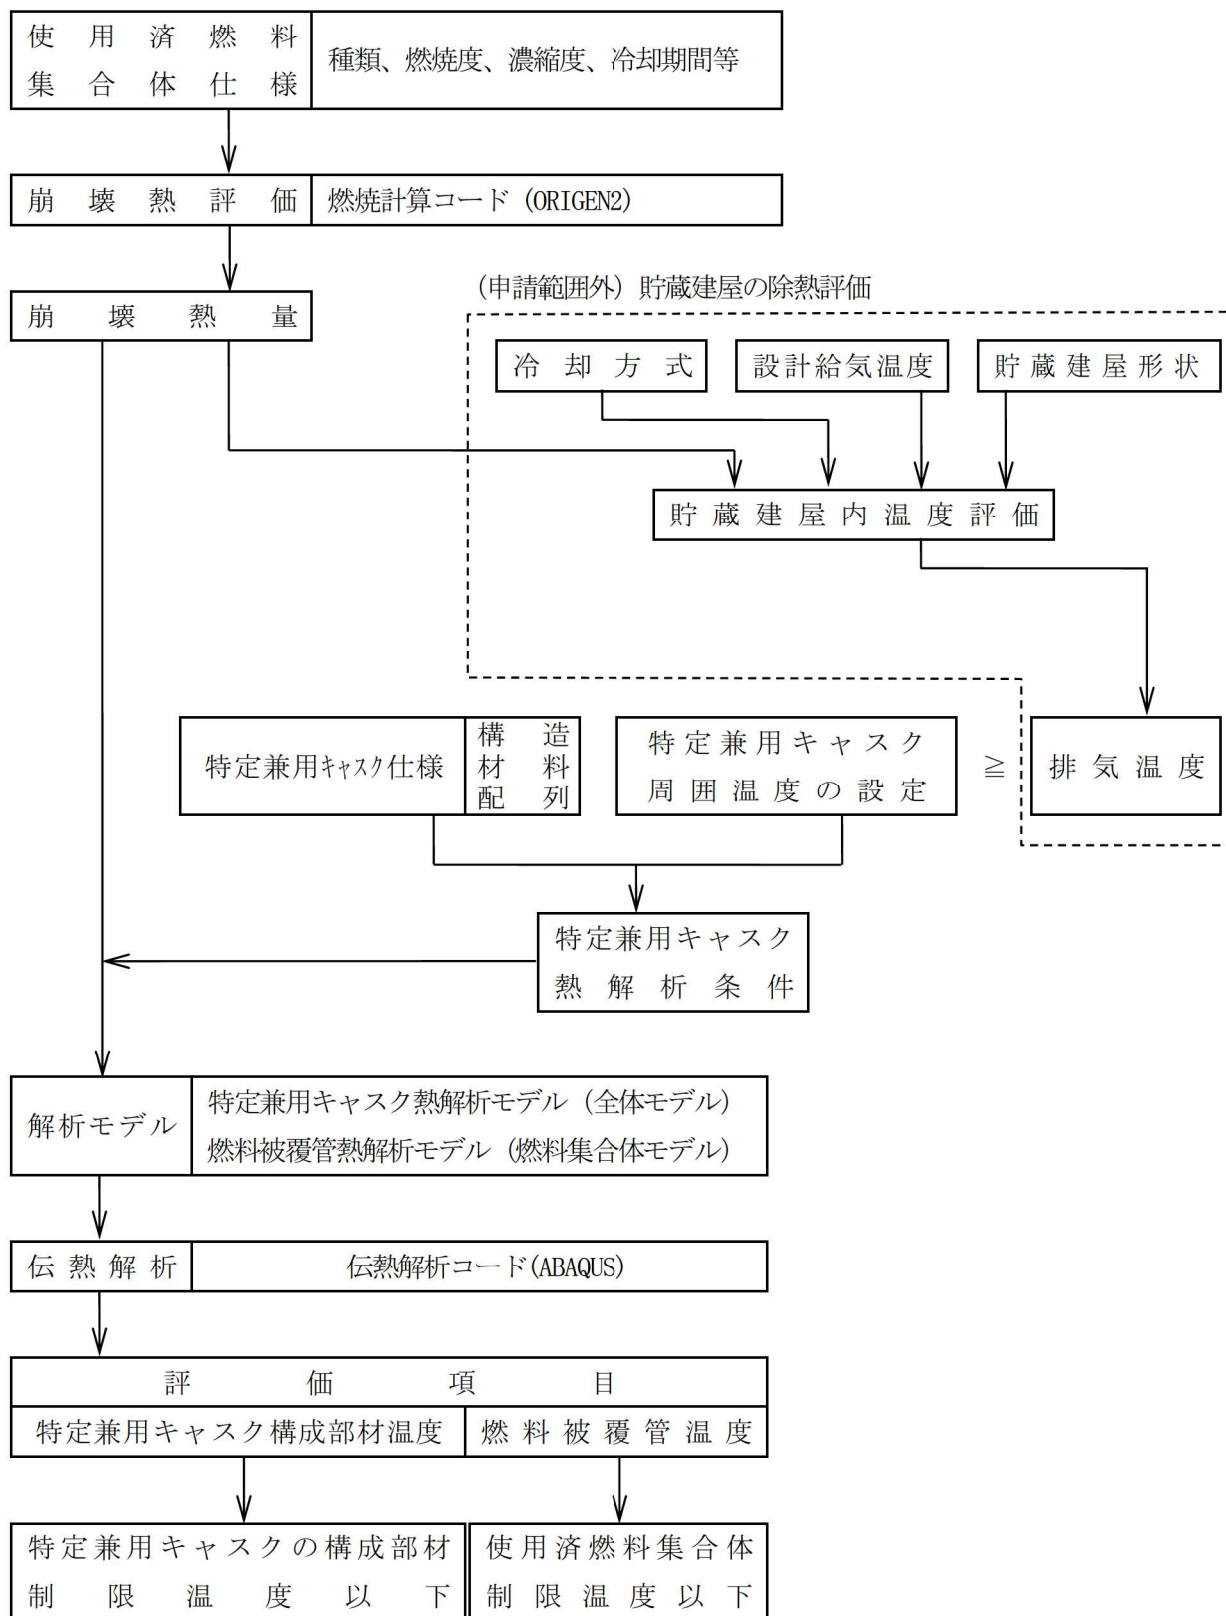 使用済燃料
集合体仕様
種類、燃焼度、濃縮度、冷却期間等
崩壊熱評価
燃焼計算コード(ORIGEN2)
崩壊熱量
(申請範囲外)貯蔵建屋の除熱評価
冷却方式
設計給気温度
貯蔵建屋形状
貯蔵建屋内温度評価
特定兼用キャスク仕様
構造
材料
配列
特定兼用キャスク
周囲温度の設定
≧
排気温度
特定兼用キャスク
熱解析条件
解析モデル
特定兼用キャスク熱解析モデル(全体モデル)
燃料被覆管熱解析モデル(燃料集合体モデル)
伝熱解析
伝熱解析コード(ABAQUS)
評価項目
特定兼用キャスク構成部材温度
燃料被覆管温度
特定兼用キャスクの構成部材
制限温度以下
使用済燃料集合体
制限温度以下